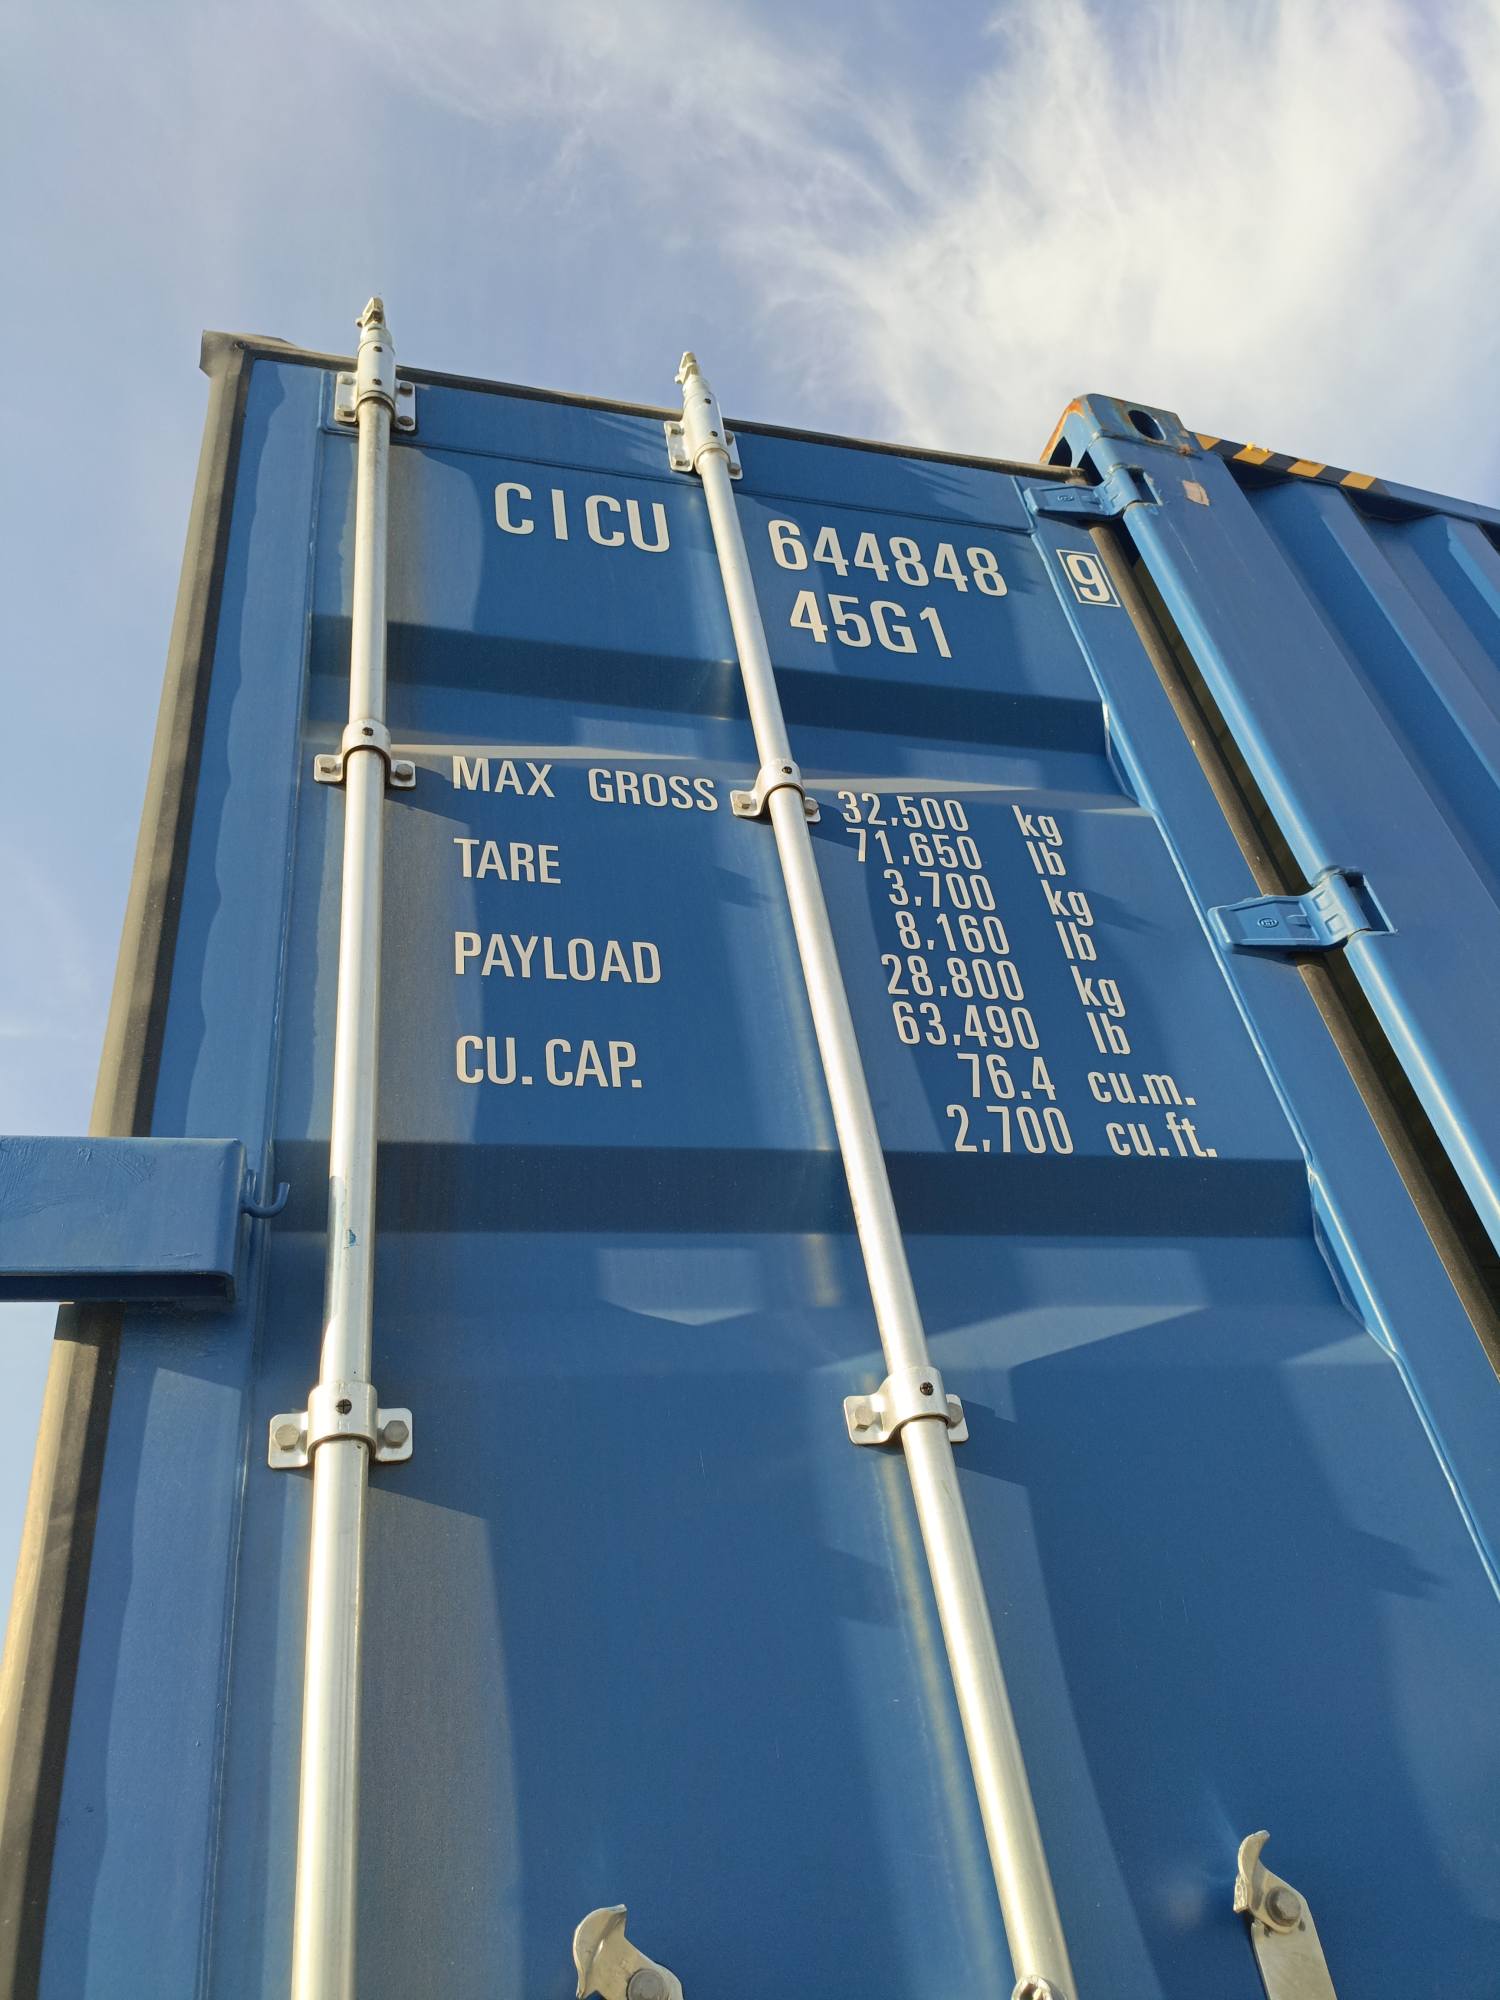 CICU 644848 9
45G1
MAX GROSS 32,500 kg
71,650 lb
TARE 3,700 kg
8,160 lb
PAYLOAD 28,800 kg
63,490 lb
CU. CAP. 76.4 cu.m.
2,700 cu.ft.